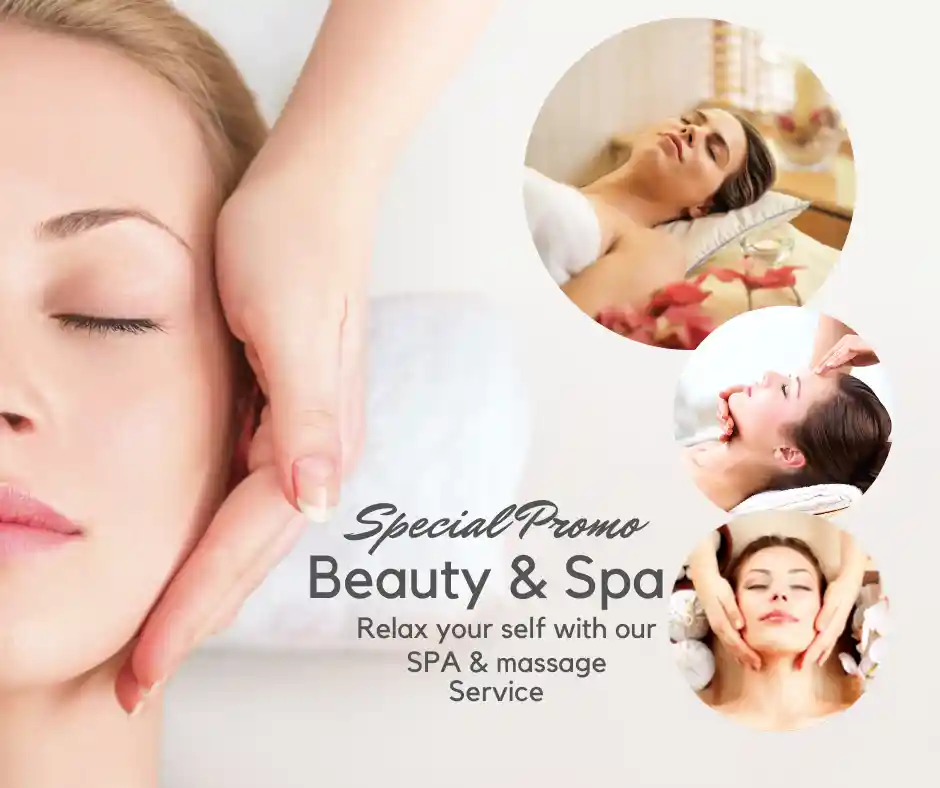 Special Promo
Beauty & Spa
Relax your self with our
SPA & massage
Service